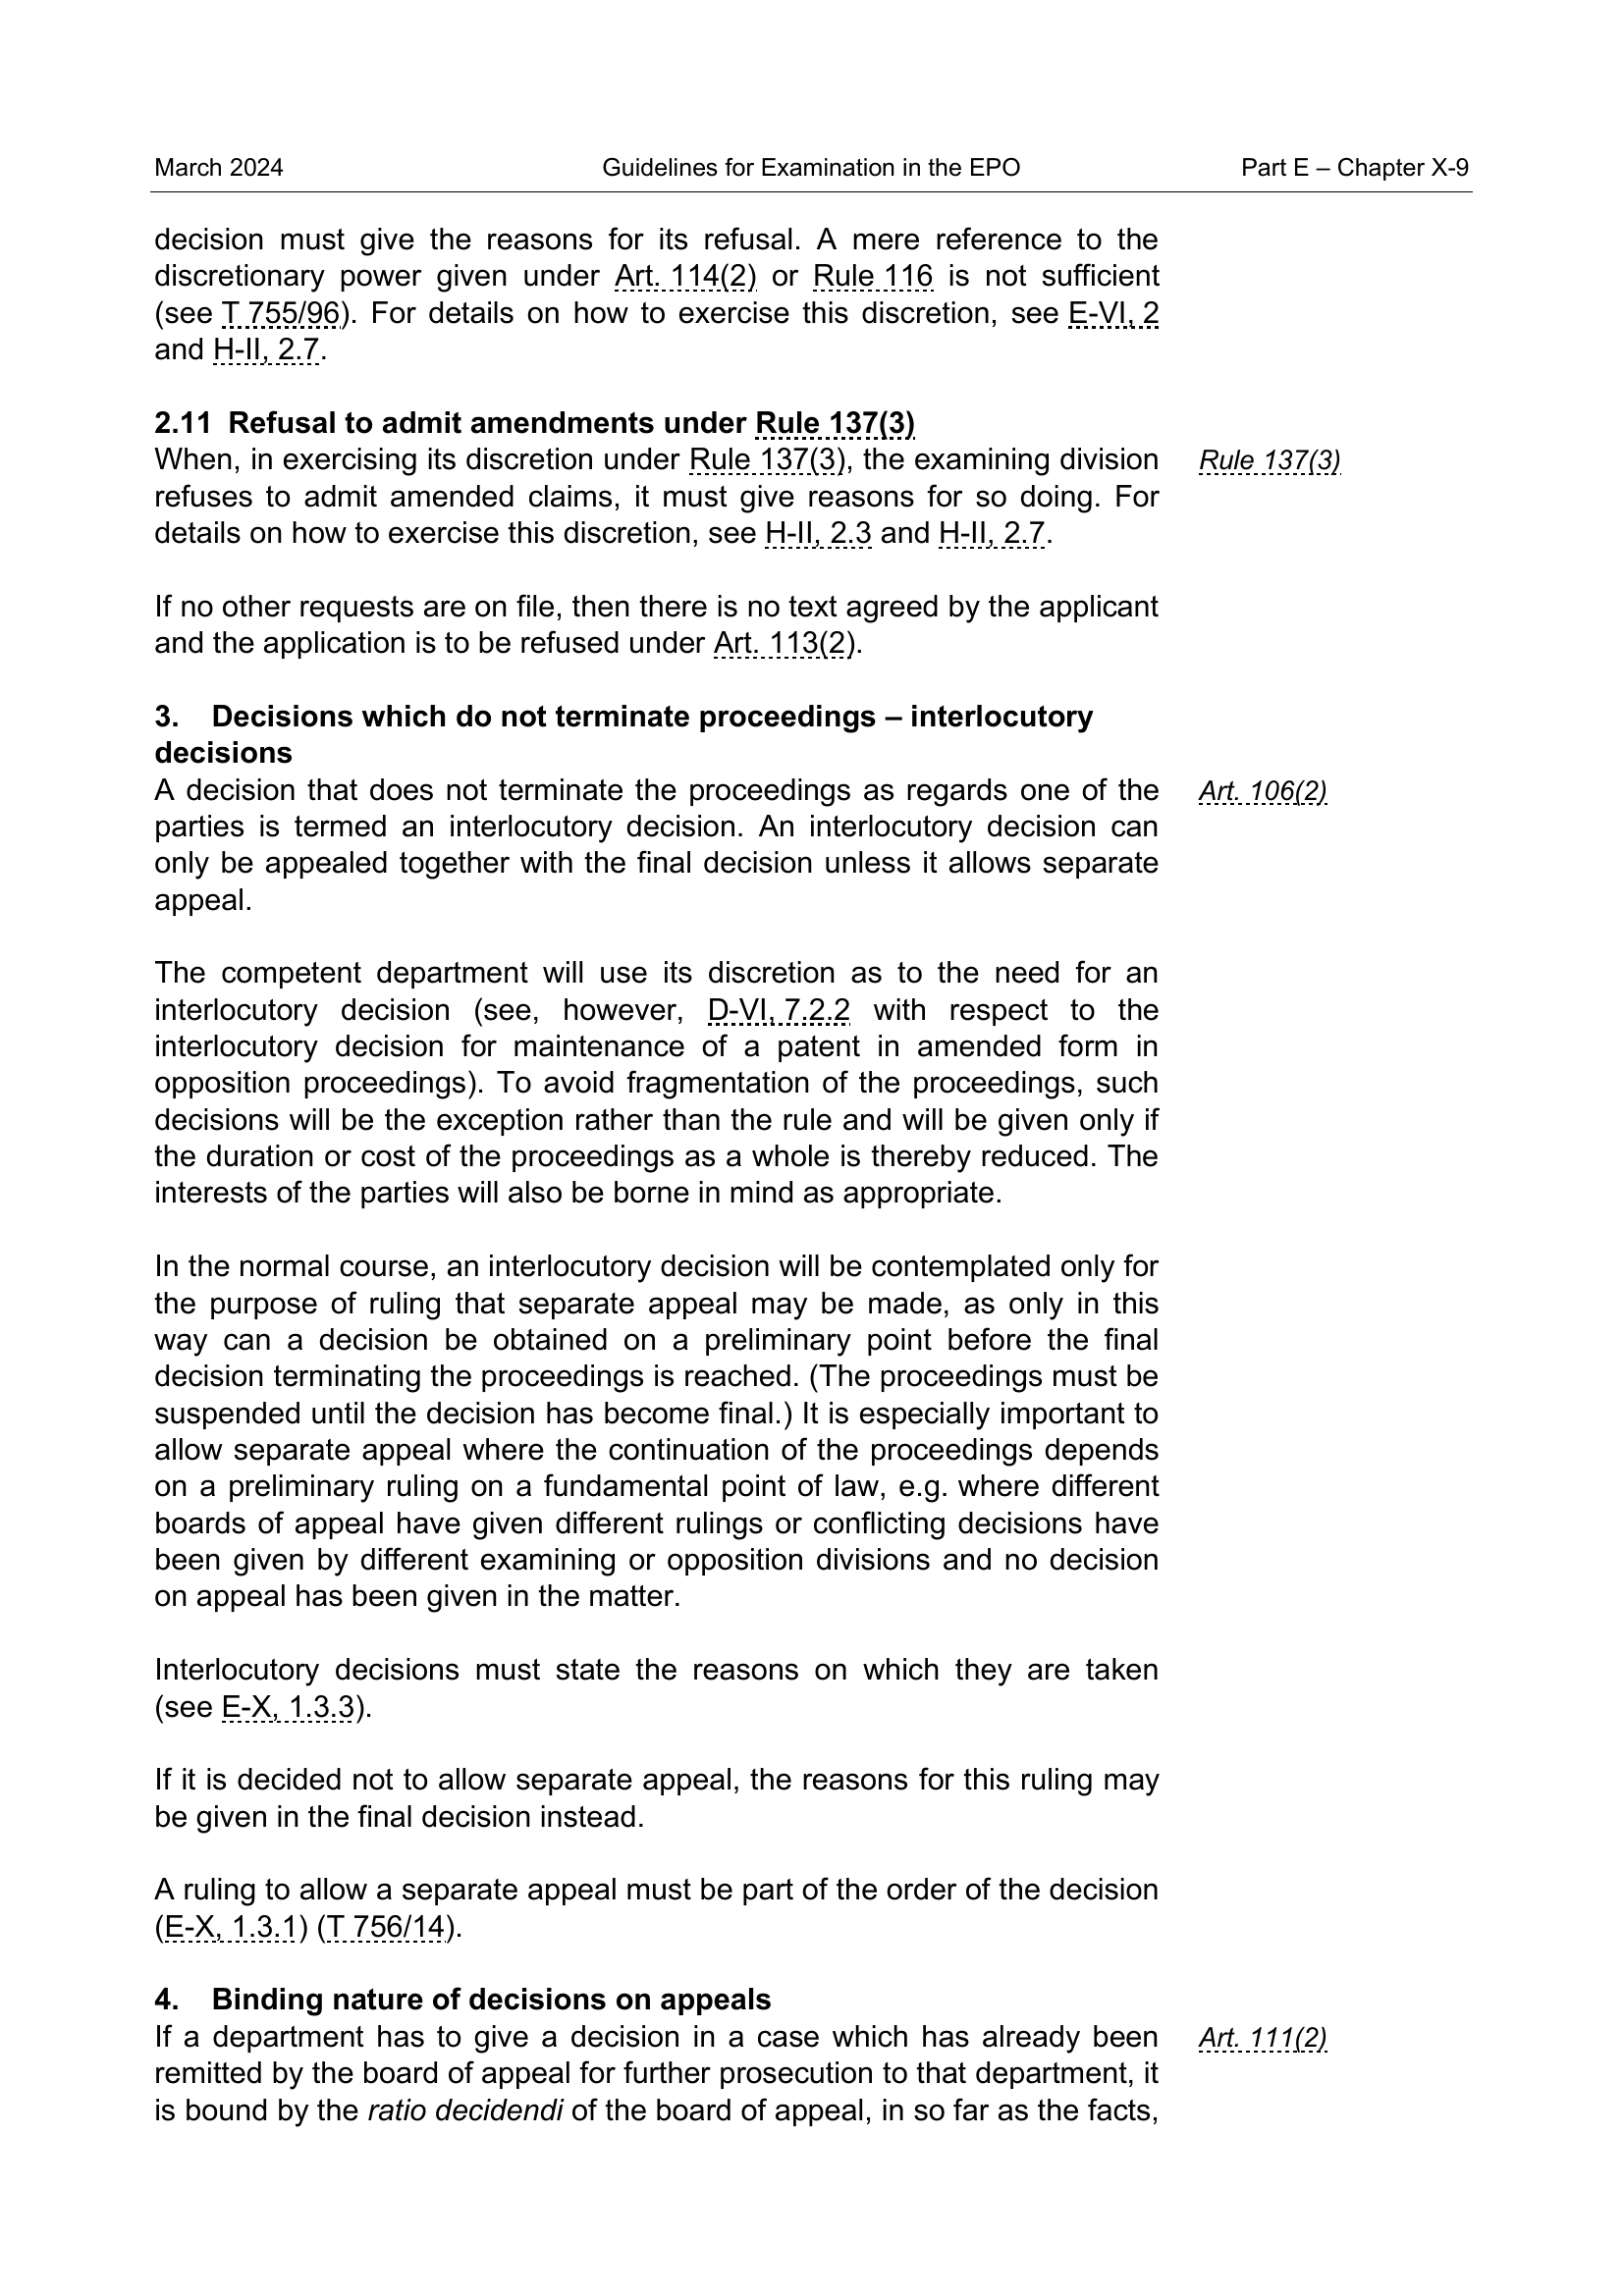 March 2024 Guidelines for Examination in the EPO Part E – Chapter X-9
decision must give the reasons for its refusal. A mere reference to the
discretionary power given under Art. 114(2) or Rule 116 is not sufficient
(see T 755/96). For details on how to exercise this discretion, see E-VI, 2
and H-II, 2.7.
2.11 Refusal to admit amendments under Rule 137(3)
When, in exercising its discretion under Rule 137(3), the examining division
Rule 137(3)
refuses to admit amended claims, it must give reasons for so doing. For
details on how to exercise this discretion, see H-II, 2.3 and H-II, 2.7.
If no other requests are on file, then there is no text agreed by the applicant
and the application is to be refused under Art. 113(2).
3. Decisions which do not terminate proceedings – interlocutory
decisions
A decision that does not terminate the proceedings as regards one of the
Art. 106(2)
parties is termed an interlocutory decision. An interlocutory decision can
only be appealed together with the final decision unless it allows separate
appeal.
The competent department will use its discretion as to the need for an
interlocutory decision (see, however, D-VI, 7.2.2 with respect to the
interlocutory decision for maintenance of a patent in amended form in
opposition proceedings). To avoid fragmentation of the proceedings, such
decisions will be the exception rather than the rule and will be given only if
the duration or cost of the proceedings as a whole is thereby reduced. The
interests of the parties will also be borne in mind as appropriate.
In the normal course, an interlocutory decision will be contemplated only for
the purpose of ruling that separate appeal may be made, as only in this
way can a decision be obtained on a preliminary point before the final
decision terminating the proceedings is reached. (The proceedings must be
suspended until the decision has become final.) It is especially important to
allow separate appeal where the continuation of the proceedings depends
on a preliminary ruling on a fundamental point of law, e.g. where different
boards of appeal have given different rulings or conflicting decisions have
been given by different examining or opposition divisions and no decision
on appeal has been given in the matter.
Interlocutory decisions must state the reasons on which they are taken
(see E-X, 1.3.3).
If it is decided not to allow separate appeal, the reasons for this ruling may
be given in the final decision instead.
A ruling to allow a separate appeal must be part of the order of the decision
(E-X, 1.3.1) (T 756/14).
4. Binding nature of decisions on appeals
If a department has to give a decision in a case which has already been
Art. 111(2)
remitted by the board of appeal for further prosecution to that department, it
is bound by the ratio decidendi of the board of appeal, in so far as the facts,